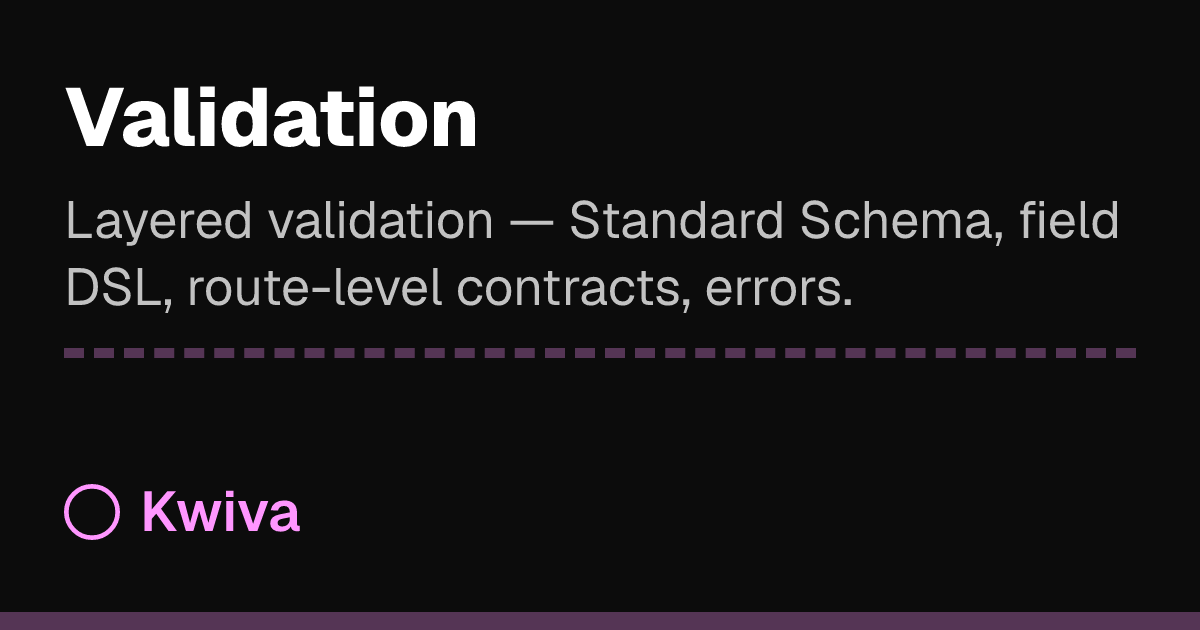 Validation
Layered validation — Standard Schema, field
DSL, route-level contracts, errors.
Kwiva